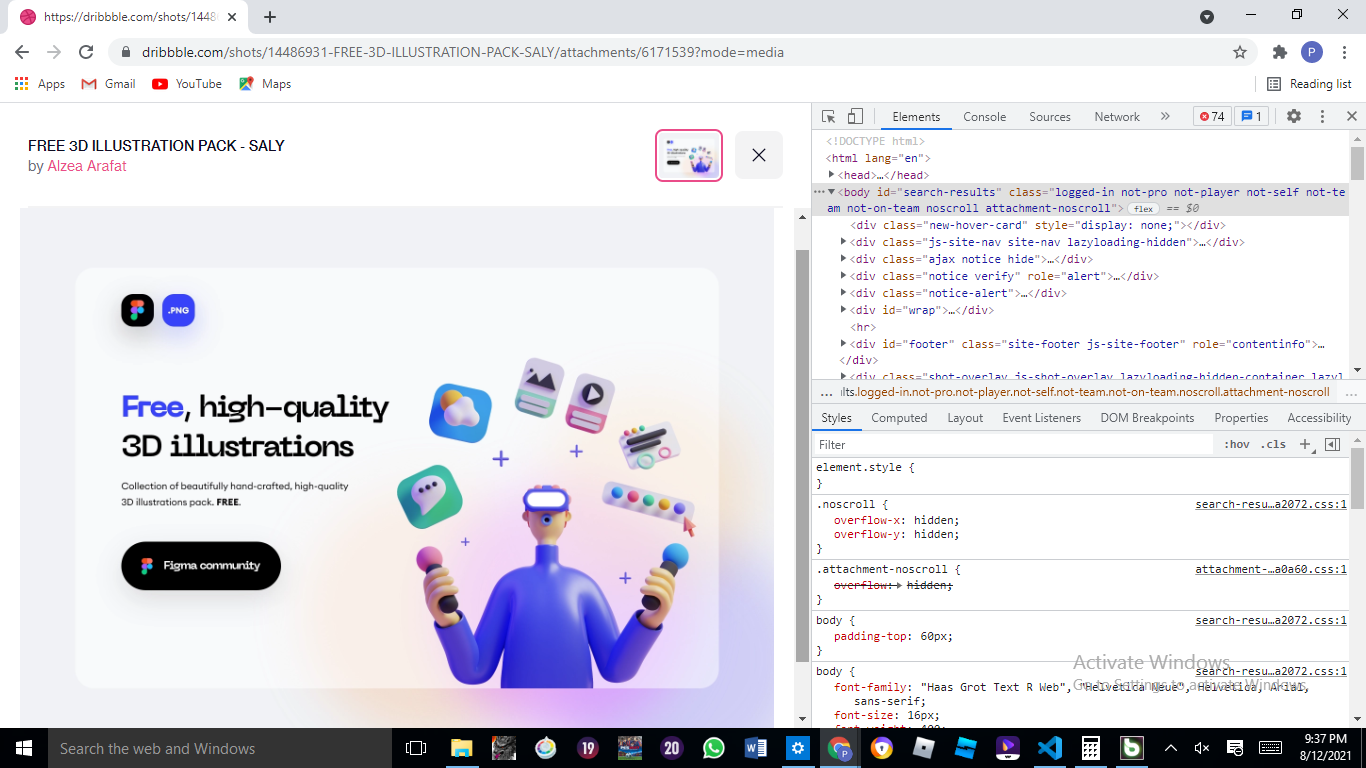 https://dribbble.com/shots/1448
dribbble.com/shots/14486931-FREE-3D-ILLUSTRATION-PACK-SALY/attachments/6171539?mode=media
P
Apps
Gmail
YouTube
Maps
Reading list
FREE 3D ILLUSTRATION PACK - SALY
by Alzea Arafat
.PNG
Free, high-quality
3D illustrations
Collection of beautifully hand-crafted, high-quality
3D illustrations pack. FREE.
Figma community
Elements Console Sources Network » 74 1
<!DOCTYPE html>
<html lang="en">
<head>…</head>
<body id="search-results" class="logged-in not-pro not-player not-self not-te
am not-on-team noscroll attachment-noscroll"> flex == $0
<div class="new-hover-card" style="display: none;"></div>
<div class="js-site-nav site-nav lazyloading-hidden">…</div>
<div class="ajax notice hide">…</div>
<div class="notice verify" role="alert">…</div>
<div class="notice-alert">…</div>
<div id="wrap">…</div>
<hr>
<div id="footer" class="site-footer js-site-footer" role="contentinfo">…
</div>
<div class="shot-overlay js-shot-overlay lazyloading-hidden-container lazyl
… lts.logged-in.not-pro.not-player.not-self.not-team.not-on-team.noscroll.attachment-noscroll …
Styles Computed Layout Event Listeners DOM Breakpoints Properties Accessibility
Filter :hov .cls +
element.style {
}
.noscroll { search-resu…a2072.css:1
overflow-x: hidden;
overflow-y: hidden;
}
.attachment-noscroll { attachment-…a0a60.css:1
overflow: hidden;
}
body { search-resu…a2072.css:1
padding-top: 60px;
}
body { search-resu…a2072.css:1
font-family: "Haas Grot Text R Web", "Helvetica Neue", Helvetica, Arial,
sans-serif;
font-size: 16px;
font-weight: 400;
Activate Windows
Go to Settings to activate Windows.
Search the web and Windows
19
20
P
9:37 PM
8/12/2021